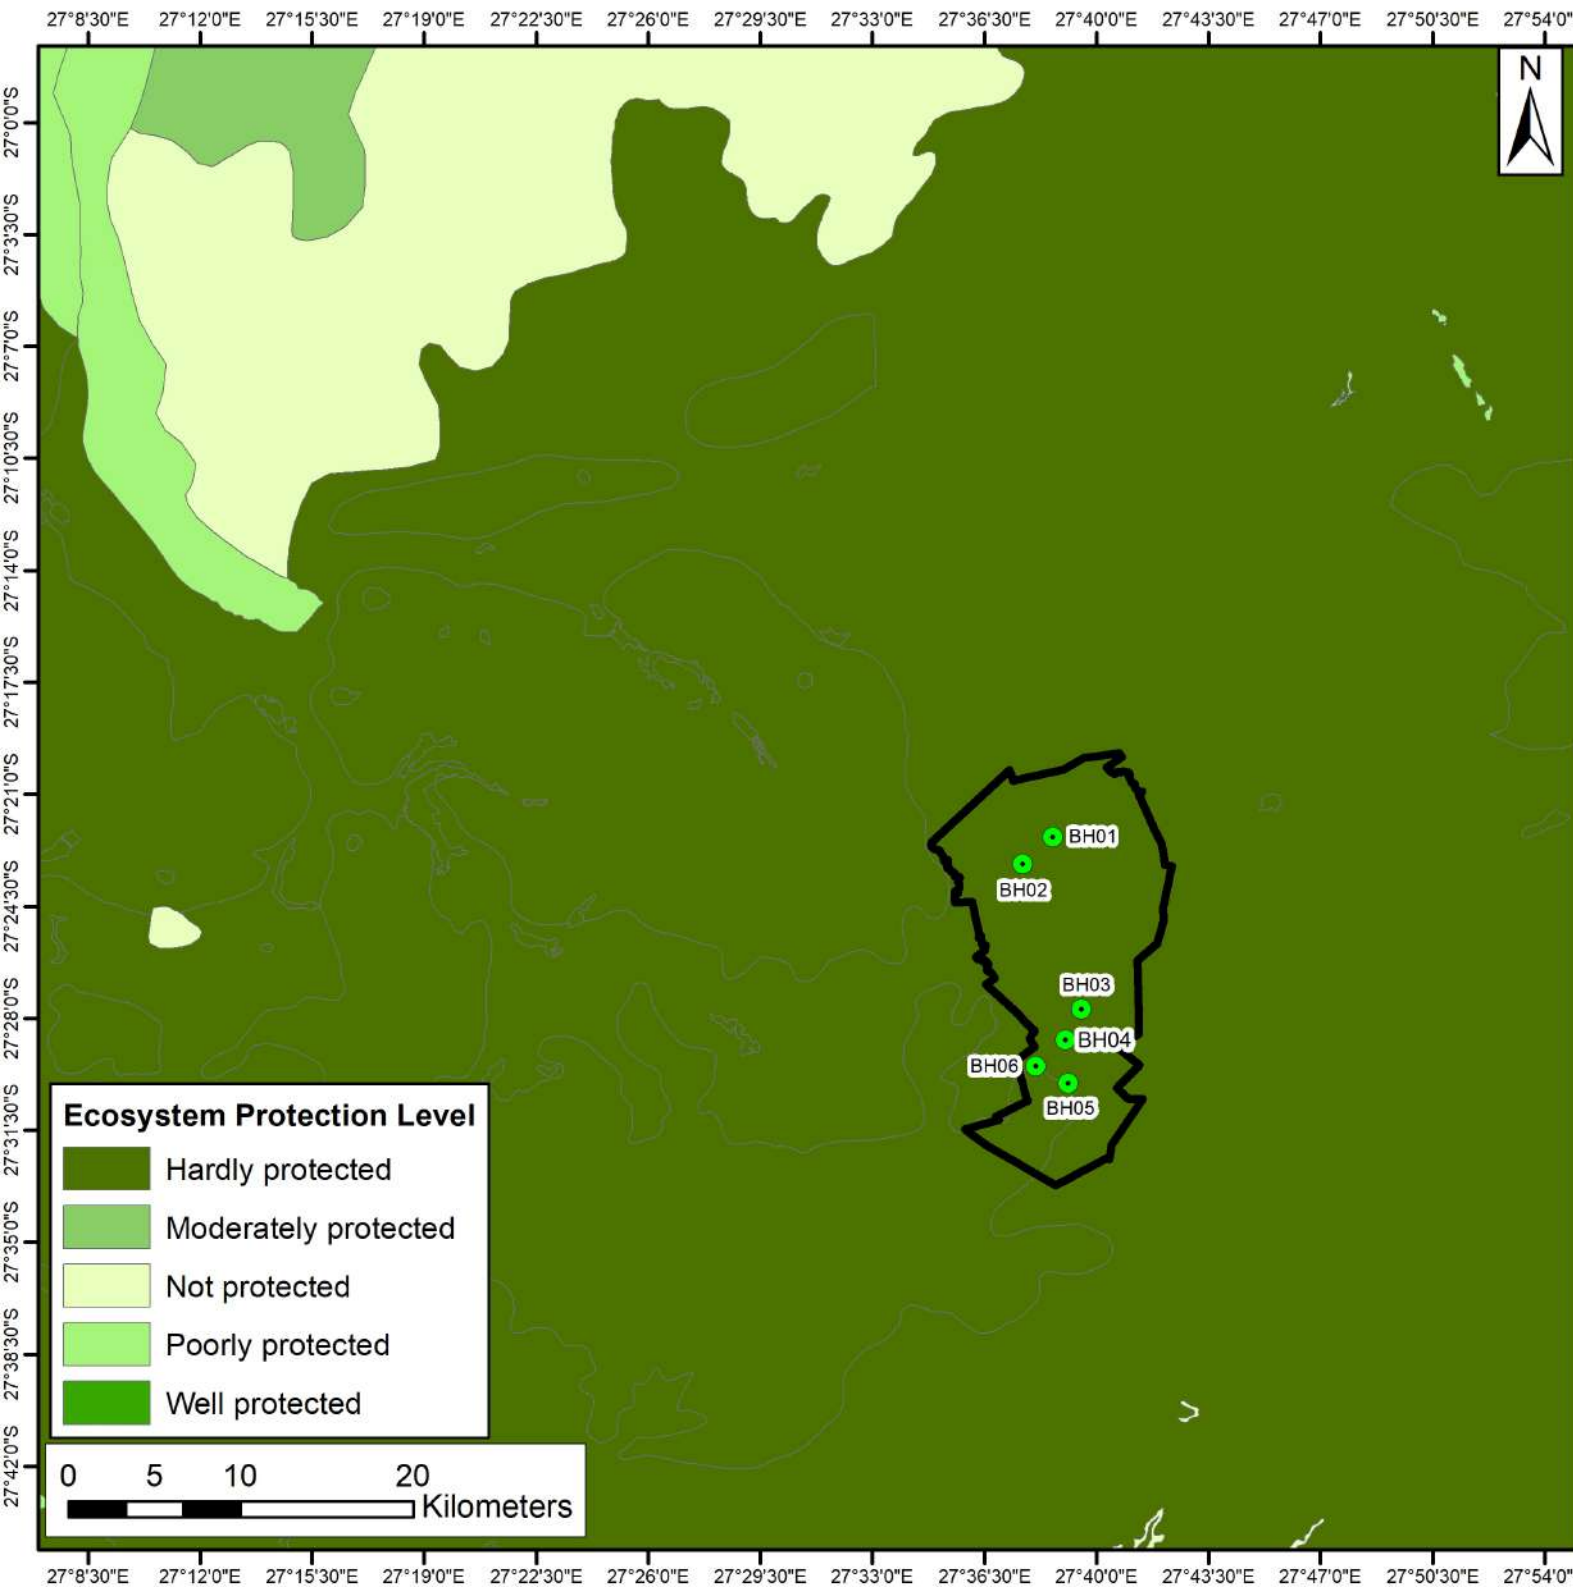 27°8'30"E 27°12'0"E 27°15'30"E 27°19'0"E 27°22'30"E 27°26'0"E 27°29'30"E 27°33'0"E 27°36'30"E 27°40'0"E 27°43'30"E 27°47'0"E 27°50'30"E 27°54'0"
N
27°0'0"S
27°3'30"S
27°7'0"S
27°10'30"S
27°14'0"S
27°17'30"S
27°21'0"S
27°24'30"S
27°28'0"S
27°31'30"S
27°35'0"S
27°38'30"S
27°42'0"S
BH01
BH02
BH03
BH04
BH06
BH05
Ecosystem Protection Level
Hardly protected
Moderately protected
Not protected
Poorly protected
Well protected
0 5 10 20
Kilometers
27°8'30"E 27°12'0"E 27°15'30"E 27°19'0"E 27°22'30"E 27°26'0"E 27°29'30"E 27°33'0"E 27°36'30"E 27°40'0"E 27°43'30"E 27°47'0"E 27°50'30"E 27°54'0"